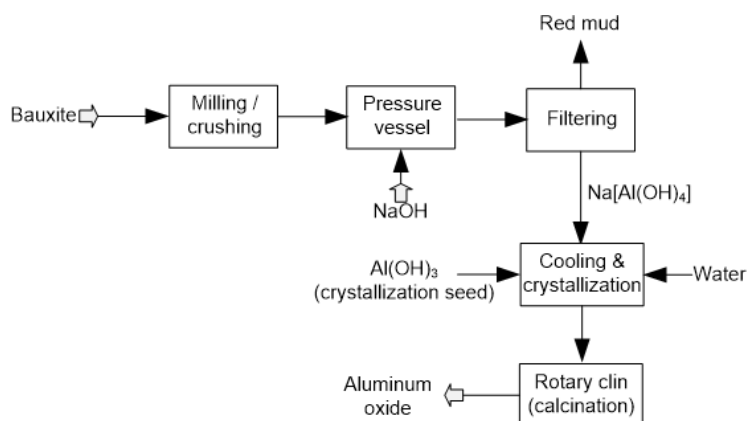 Red mud
Bauxite
Milling /
crushing
Pressure
vessel
Filtering
NaOH
Na[Al(OH)₄]
Al(OH)₃
(crystallization seed)
Cooling &
crystallization
Water
Aluminum
oxide
Rotary clin
(calcination)